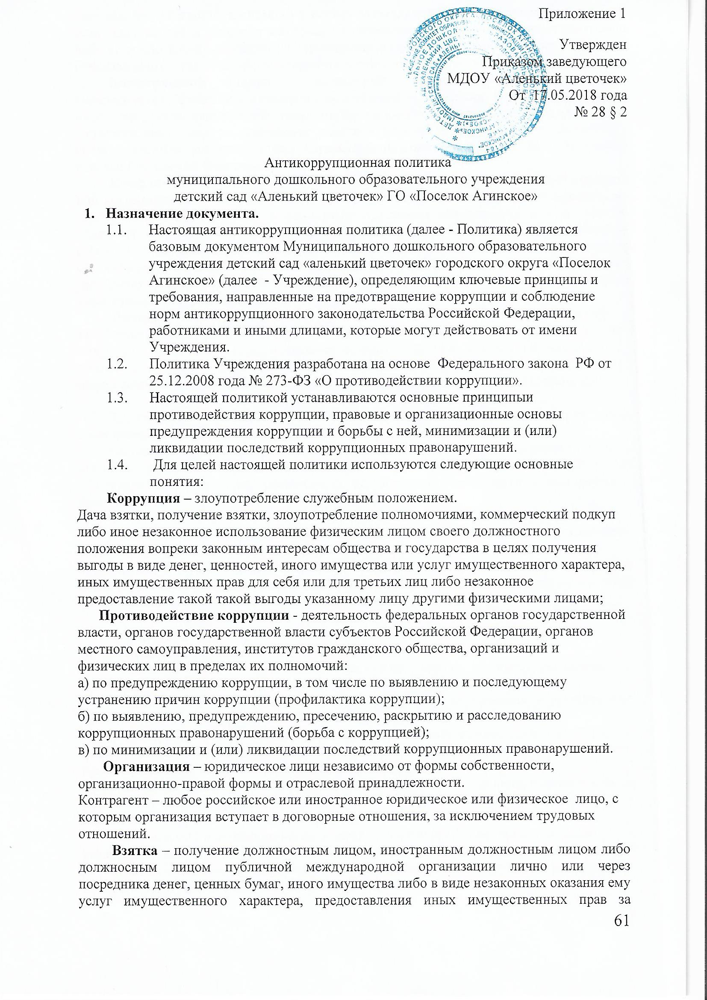 Приложение 1
Утвержден
Приказом заведующего
МДОУ «Аленький цветочек»
От 17.05.2018 года
№ 28 § 2
Антикоррупционная политика
муниципального дошкольного образовательного учреждения
детский сад «Аленький цветочек» ГО «Поселок Агинское»
1. Назначение документа.
1.1. Настоящая антикоррупционная политика (далее - Политика) является
базовым документом Муниципального дошкольного образовательного
учреждения детский сад «аленький цветочек» городского округа «Поселок
Агинское» (далее - Учреждение), определяющим ключевые принципы и
требования, направленные на предотвращение коррупции и соблюдение
норм антикоррупционного законодательства Российской Федерации,
работниками и иными длицами, которые могут действовать от имени
Учреждения.
1.2. Политика Учреждения разработана на основе Федерального закона РФ от
25.12.2008 года № 273-ФЗ «О противодействии коррупции».
1.3. Настоящей политикой устанавливаются основные принципыи
противодействия коррупции, правовые и организационные основы
предупреждения коррупции и борьбы с ней, минимизации и (или)
ликвидации последствий коррупционных правонарушений.
1.4. Для целей настоящей политики используются следующие основные
понятия:
Коррупция – злоупотребление служебным положением.
Дача взятки, получение взятки, злоупотребление полномочиями, коммерческий подкуп
либо иное незаконное использование физическим лицом своего должностного
положения вопреки законным интересам общества и государства в целях получения
выгоды в виде денег, ценностей, иного имущества или услуг имущественного характера,
иных имущественных прав для себя или для третьих лиц либо незаконное
предоставление такой такой выгоды указанному лицу другими физическими лицами;
Противодействие коррупции - деятельность федеральных органов государственной
власти, органов государственной власти субъектов Российской Федерации, органов
местного самоуправления, институтов гражданского общества, организаций и
физических лиц в пределах их полномочий:
а) по предупреждению коррупции, в том числе по выявлению и последующему
устранению причин коррупции (профилактика коррупции);
б) по выявлению, предупреждению, пресечению, раскрытию и расследованию
коррупционных правонарушений (борьба с коррупцией);
в) по минимизации и (или) ликвидации последствий коррупционных правонарушений.
Организация – юридическое лици независимо от формы собственности,
организационно-правой формы и отраслевой принадлежности.
Контрагент – любое российское или иностранное юридическое или физическое лицо, с
которым организация вступает в договорные отношения, за исключением трудовых
отношений.
Взятка – получение должностным лицом, иностранным должностным лицом либо
должносным лицом публичной международной организации лично или через
посредника денег, ценных бумаг, иного имущества либо в виде незаконных оказания ему
услуг имущественного характера, предоставления иных имущественных прав за
61